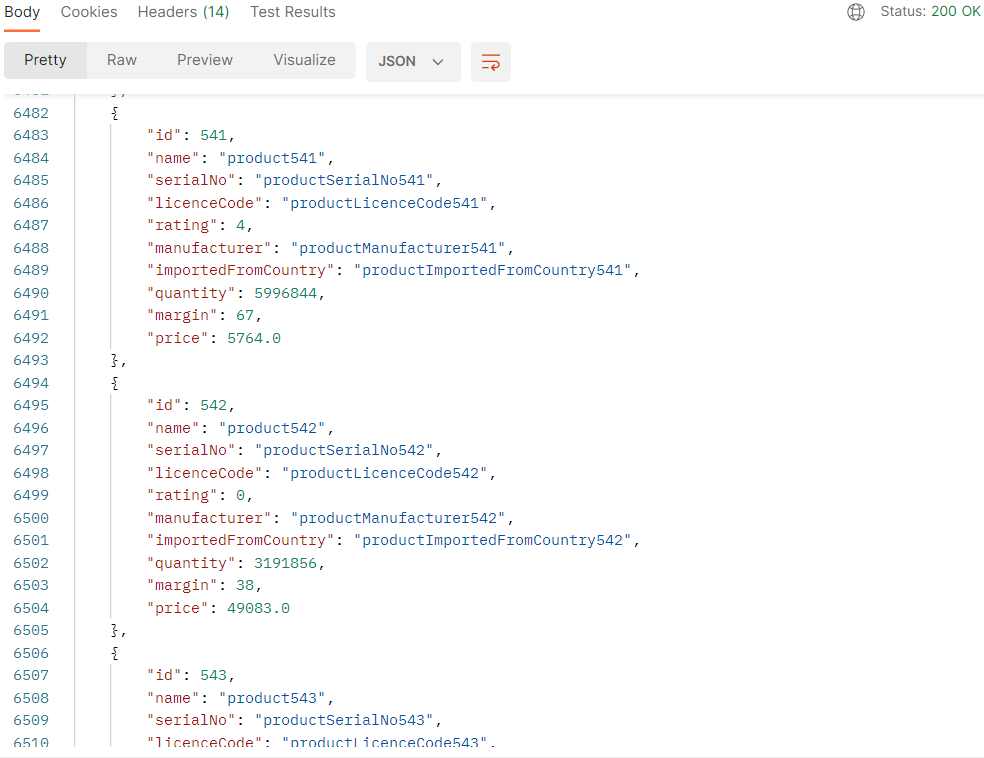 Body Cookies Headers (14) Test Results Status: 200 OK
Pretty Raw Preview Visualize JSON
6482 {
6483 "id": 541,
6484 "name": "product541",
6485 "serialNo": "productSerialNo541",
6486 "licenceCode": "productLicenceCode541",
6487 "rating": 4,
6488 "manufacturer": "productManufacturer541",
6489 "importedFromCountry": "productImportedFromCountry541",
6490 "quantity": 5996844,
6491 "margin": 67,
6492 "price": 5764.0
6493 },
6494 {
6495 "id": 542,
6496 "name": "product542",
6497 "serialNo": "productSerialNo542",
6498 "licenceCode": "productLicenceCode542",
6499 "rating": 0,
6500 "manufacturer": "productManufacturer542",
6501 "importedFromCountry": "productImportedFromCountry542",
6502 "quantity": 3191856,
6503 "margin": 38,
6504 "price": 49083.0
6505 },
6506 {
6507 "id": 543,
6508 "name": "product543",
6509 "serialNo": "productSerialNo543",
6510 "licenceCode": "productLicenceCode543",